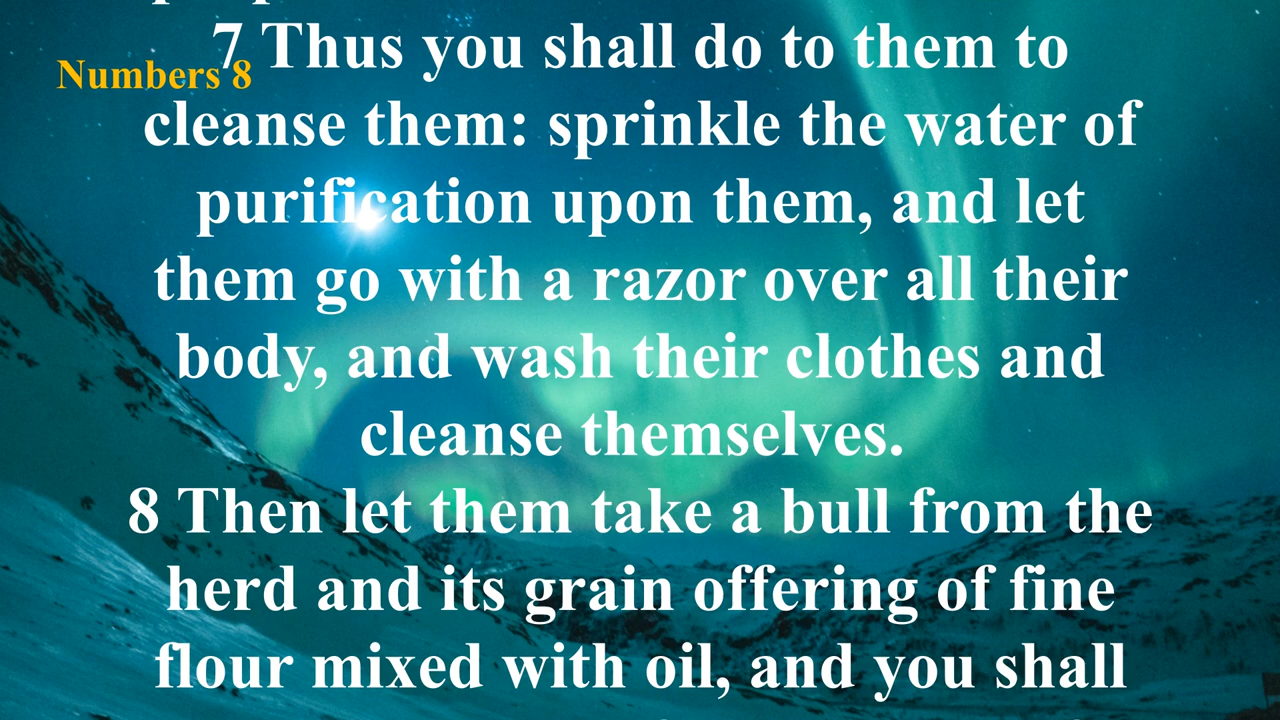 7 Thus you shall do to them to
Numbers 8
cleanse them: sprinkle the water of
purification upon them, and let
them go with a razor over all their
body, and wash their clothes and
cleanse themselves.
8 Then let them take a bull from the
herd and its grain offering of fine
flour mixed with oil, and you shall